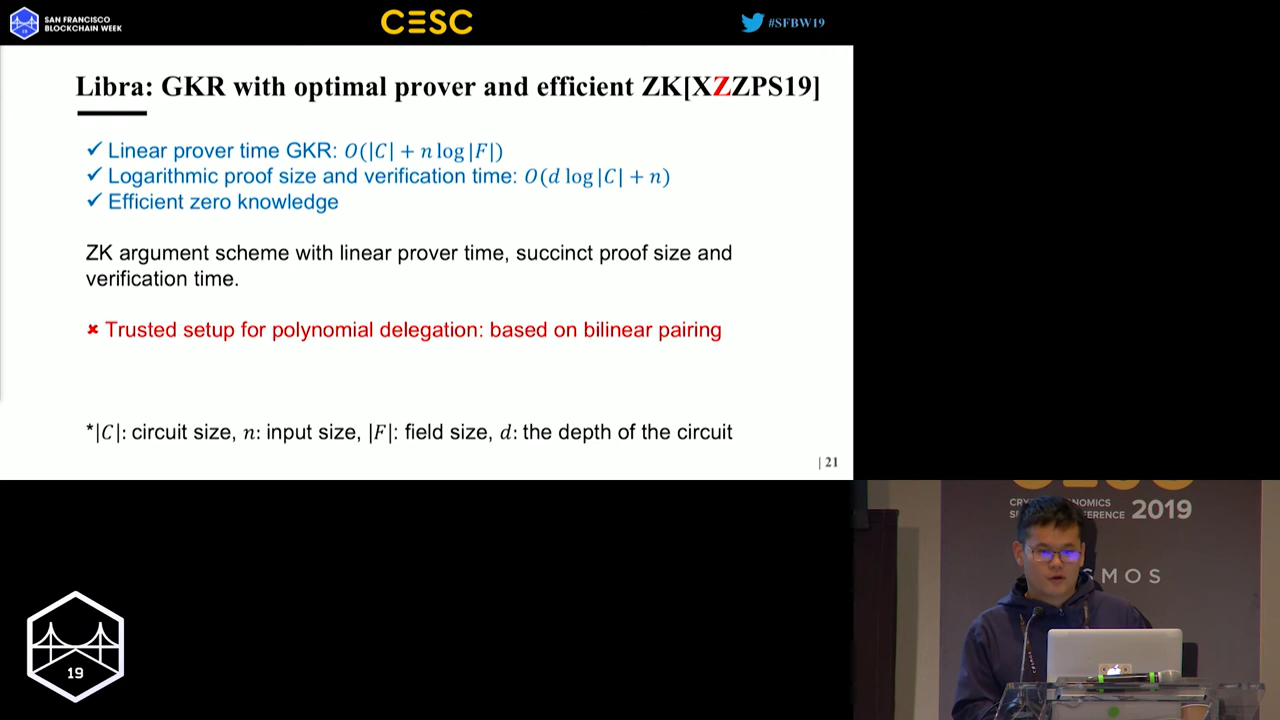 SAN FRANCISCO
BLOCKCHAIN WEEK
19
CESC
#SFBW19
Libra: GKR with optimal prover and efficient ZK[XZZPS19]
✓ Linear prover time GKR: O(|C| + n log|F|)
✓ Logarithmic proof size and verification time: O(d log|C| + n)
✓ Efficient zero knowledge
ZK argument scheme with linear prover time, succinct proof size and
verification time.
✖ Trusted setup for polynomial delegation: based on bilinear pairing
*|C|: circuit size, n: input size, |F|: field size, d: the depth of the circuit
| 21
2019
19